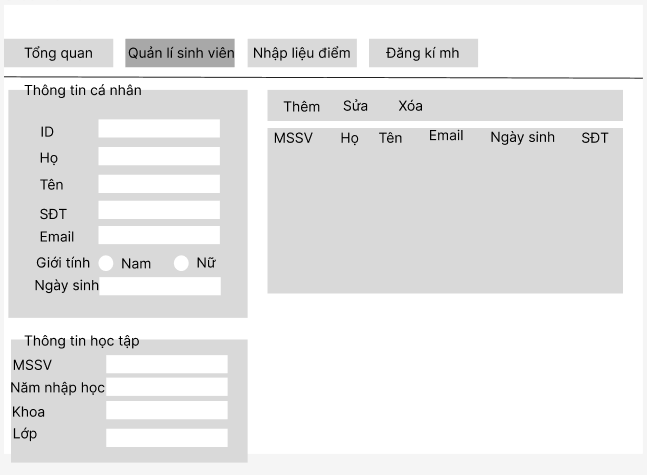 Tổng quan Quản lí sinh viên Nhập liệu điểm Đăng kí mh
Thông tin cá nhân
ID
Họ
Tên
SĐT
Email
Giới tính Nam Nữ
Ngày sinh
Thêm Sửa Xóa
MSSV Họ Tên Email Ngày sinh SĐT
Thông tin học tập
MSSV
Năm nhập học
Khoa
Lớp